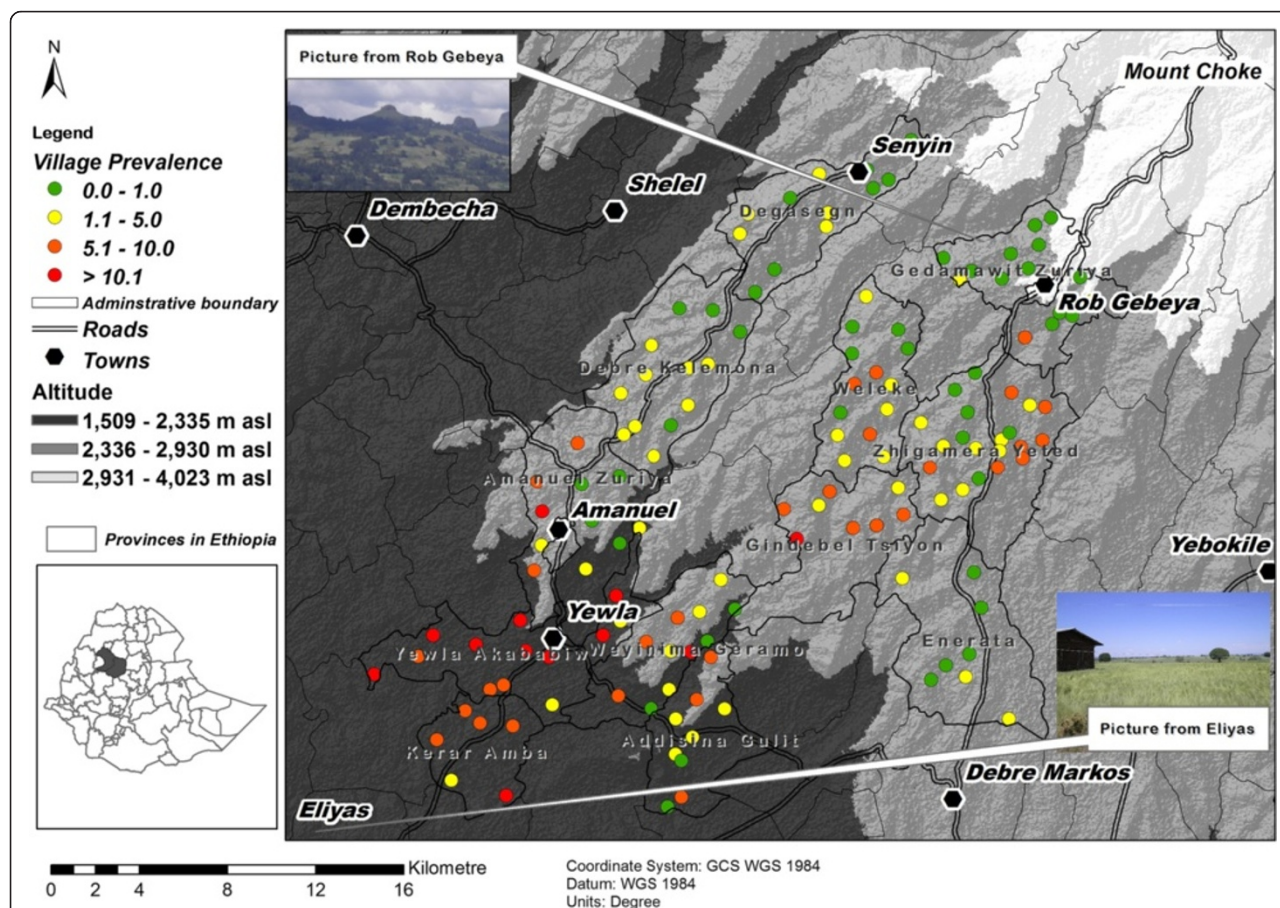 N
Legend
Village Prevalence
0.0 - 1.0
1.1 - 5.0
5.1 - 10.0
> 10.1
Adminstrative boundary
Roads
Towns
Altitude
1,509 - 2,335 m asl
2,336 - 2,930 m asl
2,931 - 4,023 m asl
Provinces in Ethiopia
Picture from Rob Gebeya
Mount Choke
Senyin
Shelel
Dembecha
Degasegn
Gedamawit Zuriya
Rob Gebeya
Debre Kelemona
Weleke
Zhigamera Yeted
Amanuel Zuriya
Amanuel
Gindebel Tsiyon
Yebokile
Yewla
Enerata
Yewla Akababiw
Weyinima Geramo
Picture from Eliyas
Addisina Gulit
Kerar Amba
Debre Markos
Eliyas
Kilometre
0 2 4 8 12 16
Coordinate System: GCS WGS 1984
Datum: WGS 1984
Units: Degree